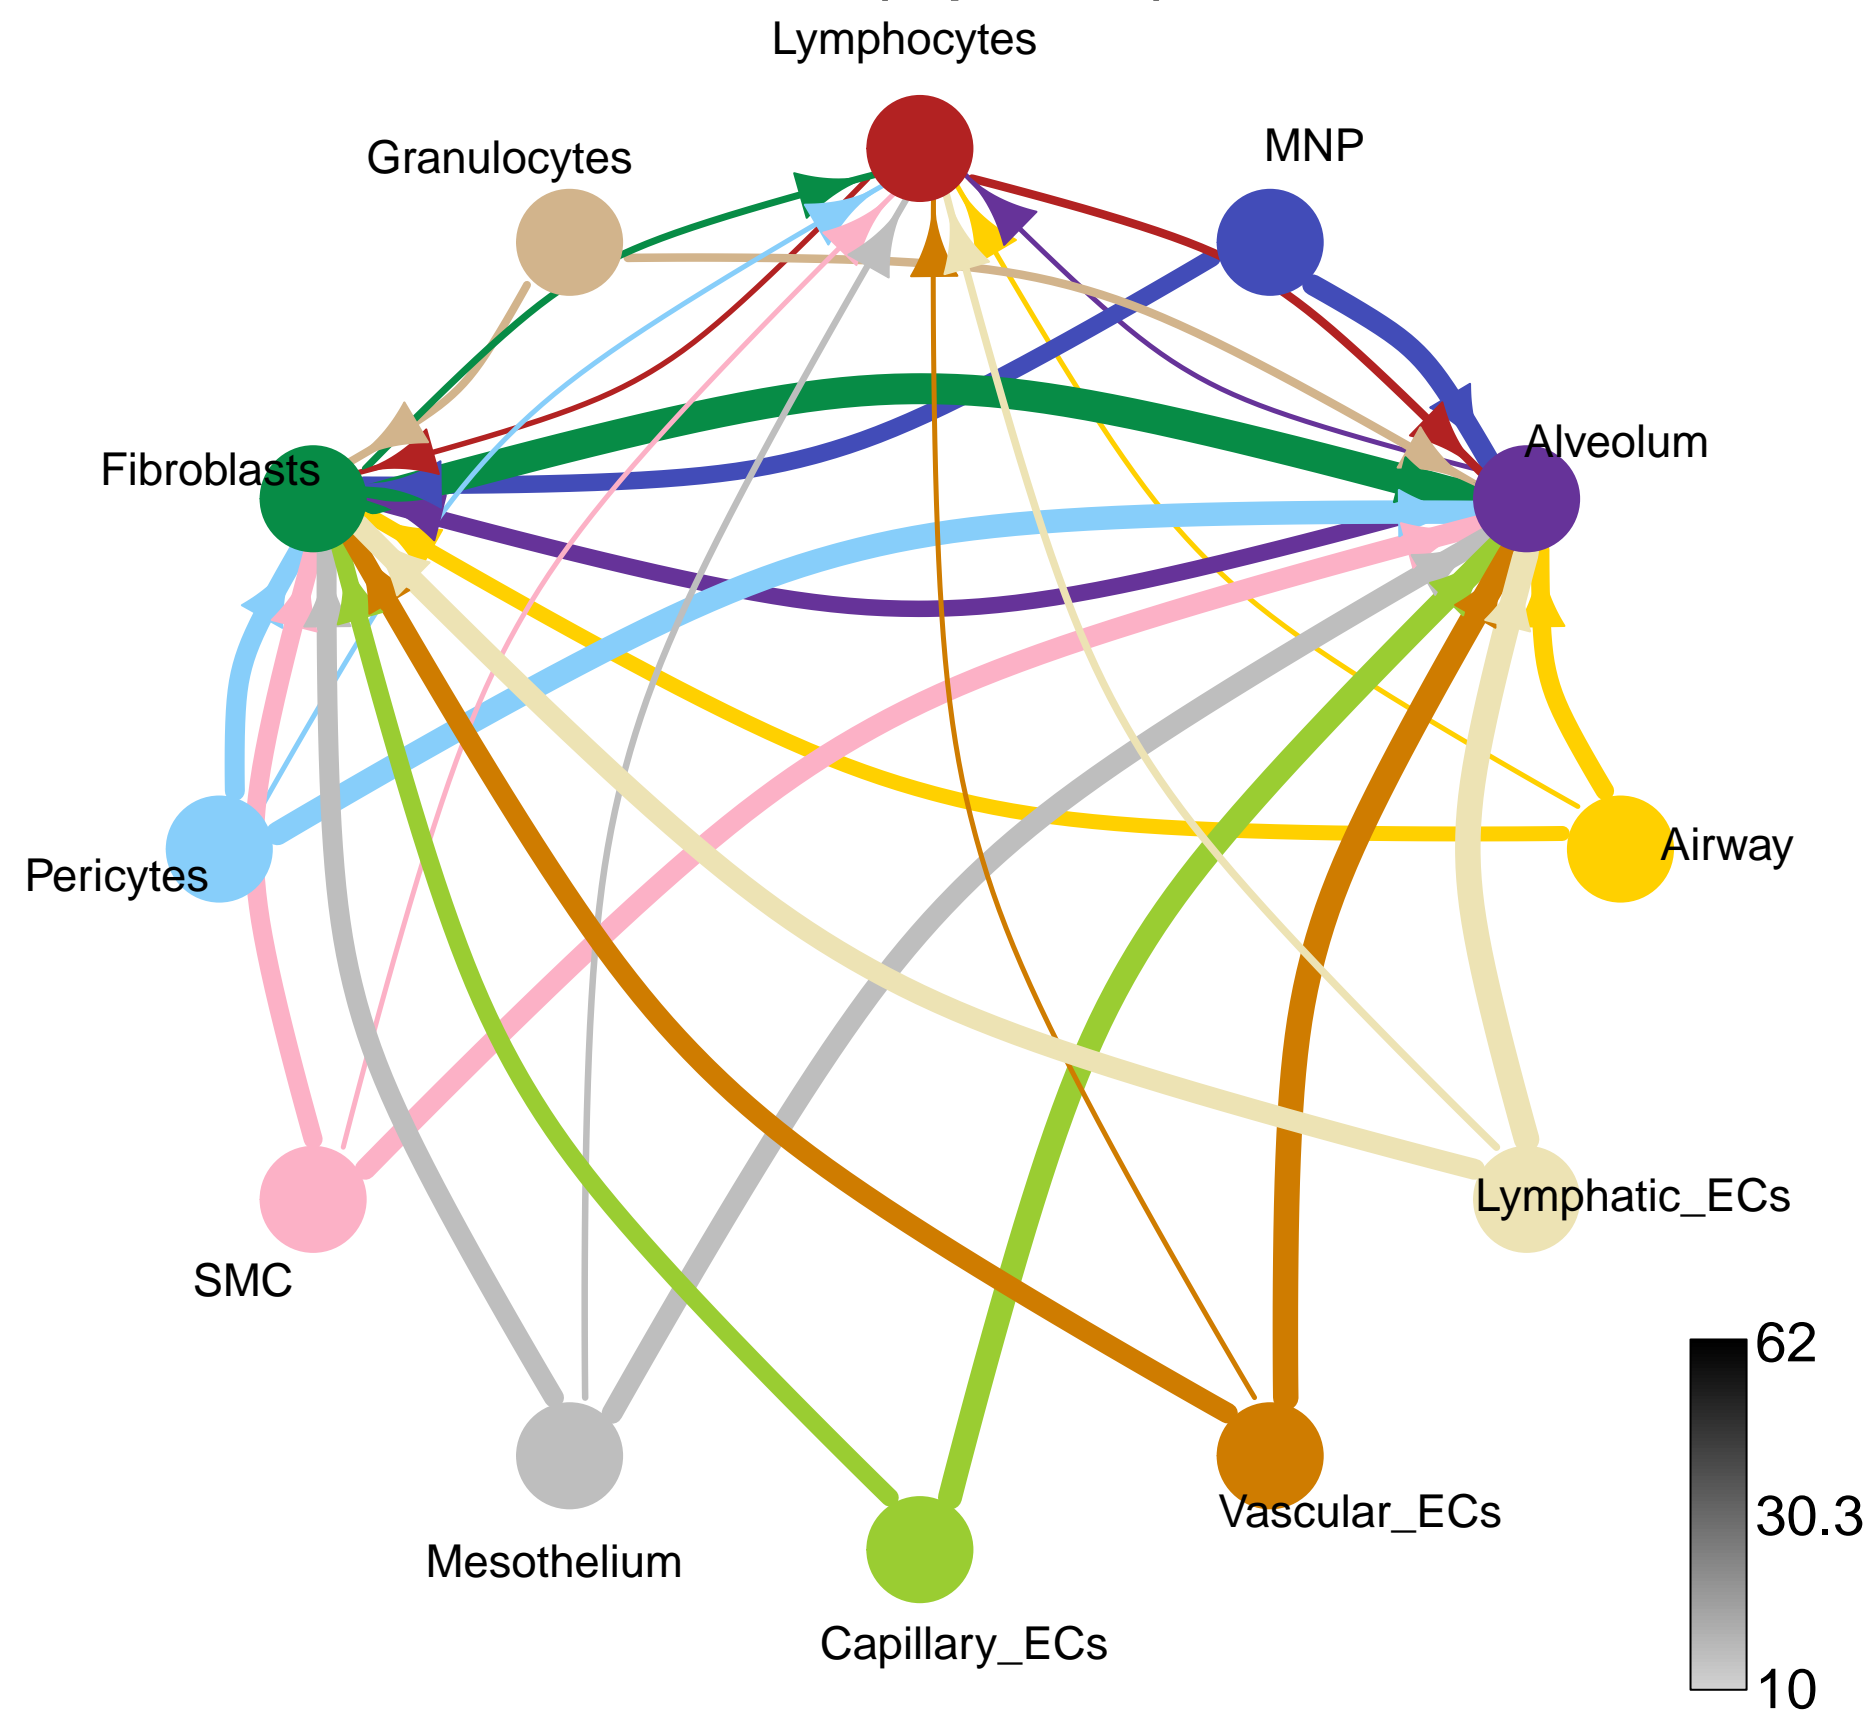 Lymphocytes
MNP
Granulocytes
Alveolum
Fibroblasts
Airway
Pericytes
Lymphatic_ECs
SMC
62
Vascular_ECs
30.3
Mesothelium
Capillary_ECs
10